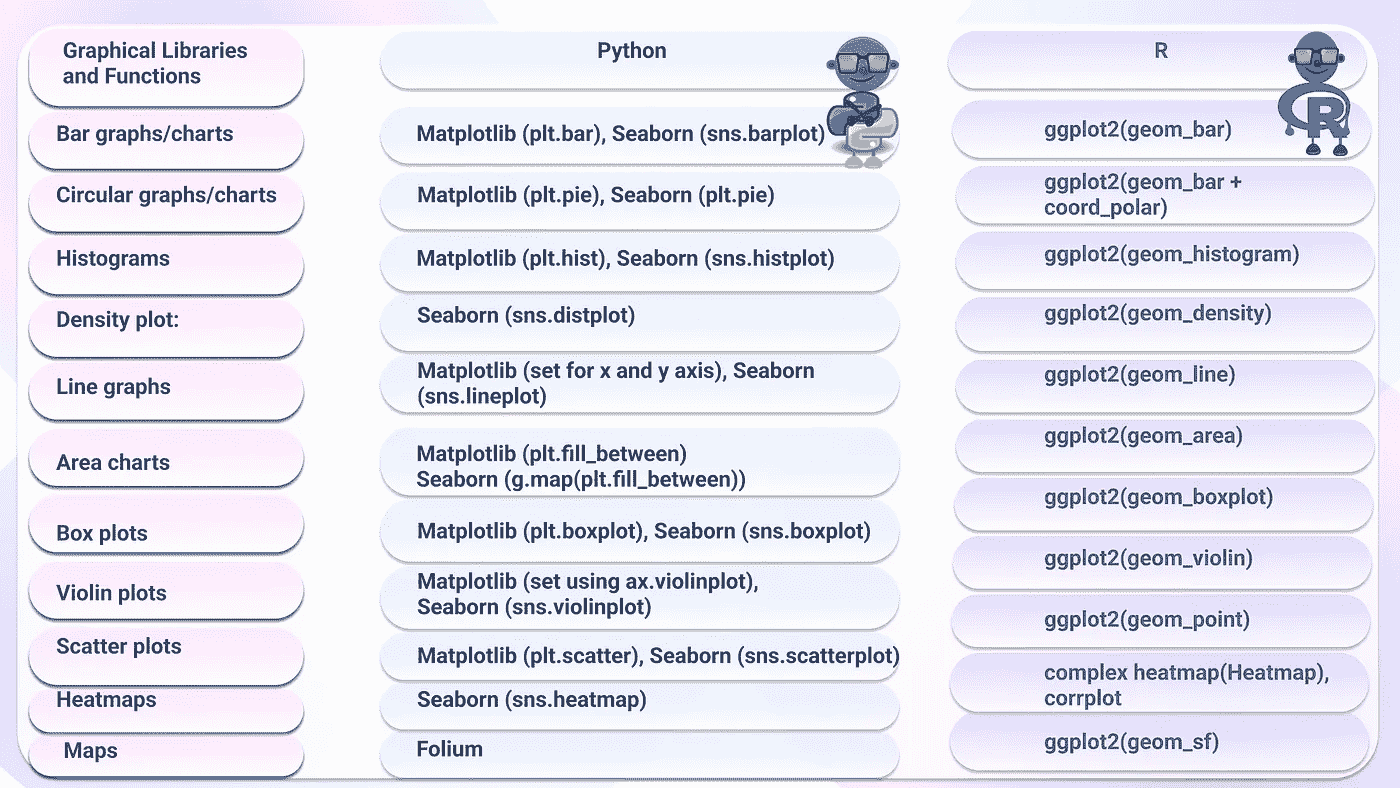 Graphical Libraries
and Functions
Python
R
Bar graphs/charts
Matplotlib (plt.bar), Seaborn (sns.barplot)
ggplot2(geom_bar)
Circular graphs/charts
Matplotlib (plt.pie), Seaborn (plt.pie)
ggplot2(geom_bar +
coord_polar)
Histograms
Matplotlib (plt.hist), Seaborn (sns.histplot)
ggplot2(geom_histogram)
Density plot:
Seaborn (sns.distplot)
ggplot2(geom_density)
Line graphs
Matplotlib (set for x and y axis), Seaborn
(sns.lineplot)
ggplot2(geom_line)
Area charts
Matplotlib (plt.fill_between)
Seaborn (g.map(plt.fill_between))
ggplot2(geom_area)
Box plots
Matplotlib (plt.boxplot), Seaborn (sns.boxplot)
ggplot2(geom_boxplot)
Violin plots
Matplotlib (set using ax.violinplot),
Seaborn (sns.violinplot)
ggplot2(geom_violin)
Scatter plots
Matplotlib (plt.scatter), Seaborn (sns.scatterplot)
ggplot2(geom_point)
Heatmaps
Seaborn (sns.heatmap)
complex heatmap(Heatmap),
corrplot
Maps
Folium
ggplot2(geom_sf)
R